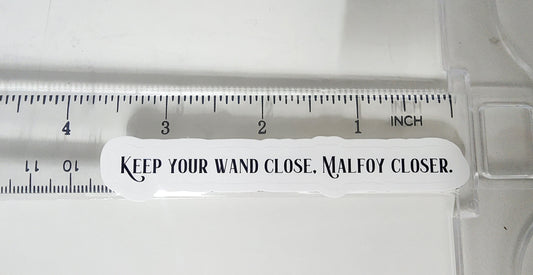 4 3 2 1 INCH
11 10
KEEP YOUR WAND CLOSE, MALFOY CLOSER.